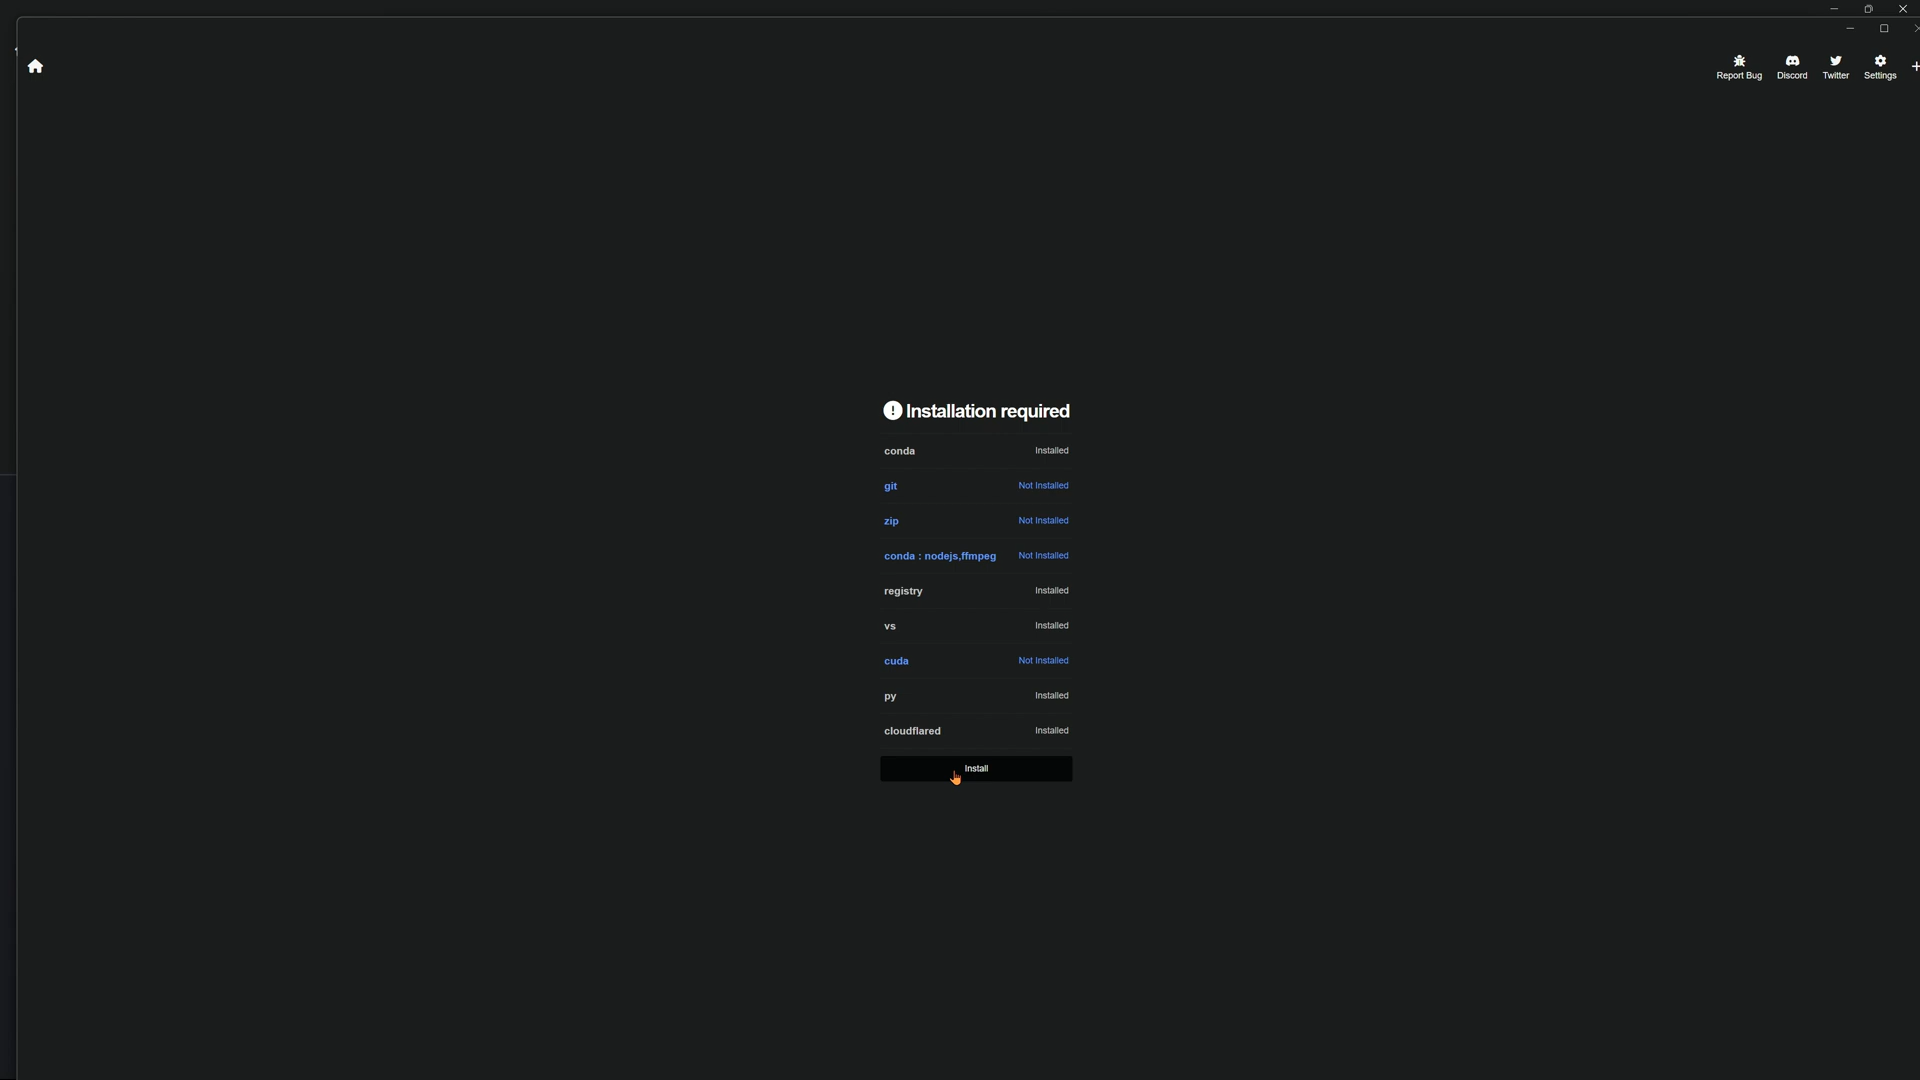 Report Bug Discord Twitter Settings
Installation required
conda Installed
git Not Installed
zip Not Installed
conda : nodejs,ffmpeg Not Installed
registry Installed
vs Installed
cuda Not Installed
py Installed
cloudflared Installed
Install